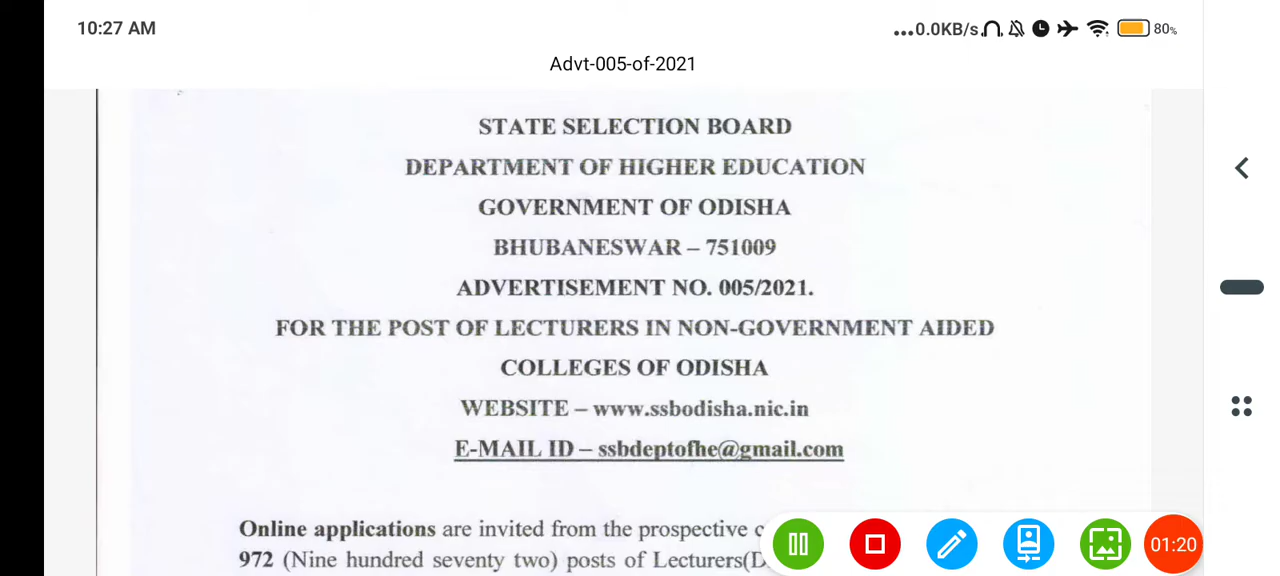 10:27 AM
...0.0KB/s 80%
Advt-005-of-2021
STATE SELECTION BOARD
DEPARTMENT OF HIGHER EDUCATION
GOVERNMENT OF ODISHA
BHUBANESWAR – 751009
ADVERTISEMENT NO. 005/2021.
FOR THE POST OF LECTURERS IN NON-GOVERNMENT AIDED
COLLEGES OF ODISHA
WEBSITE – www.ssbodisha.nic.in
E-MAIL ID – ssbdeptofhe@gmail.com
Online applications are invited from the prospective
972 (Nine hundred seventy two) posts of Lecturers(D
01:20